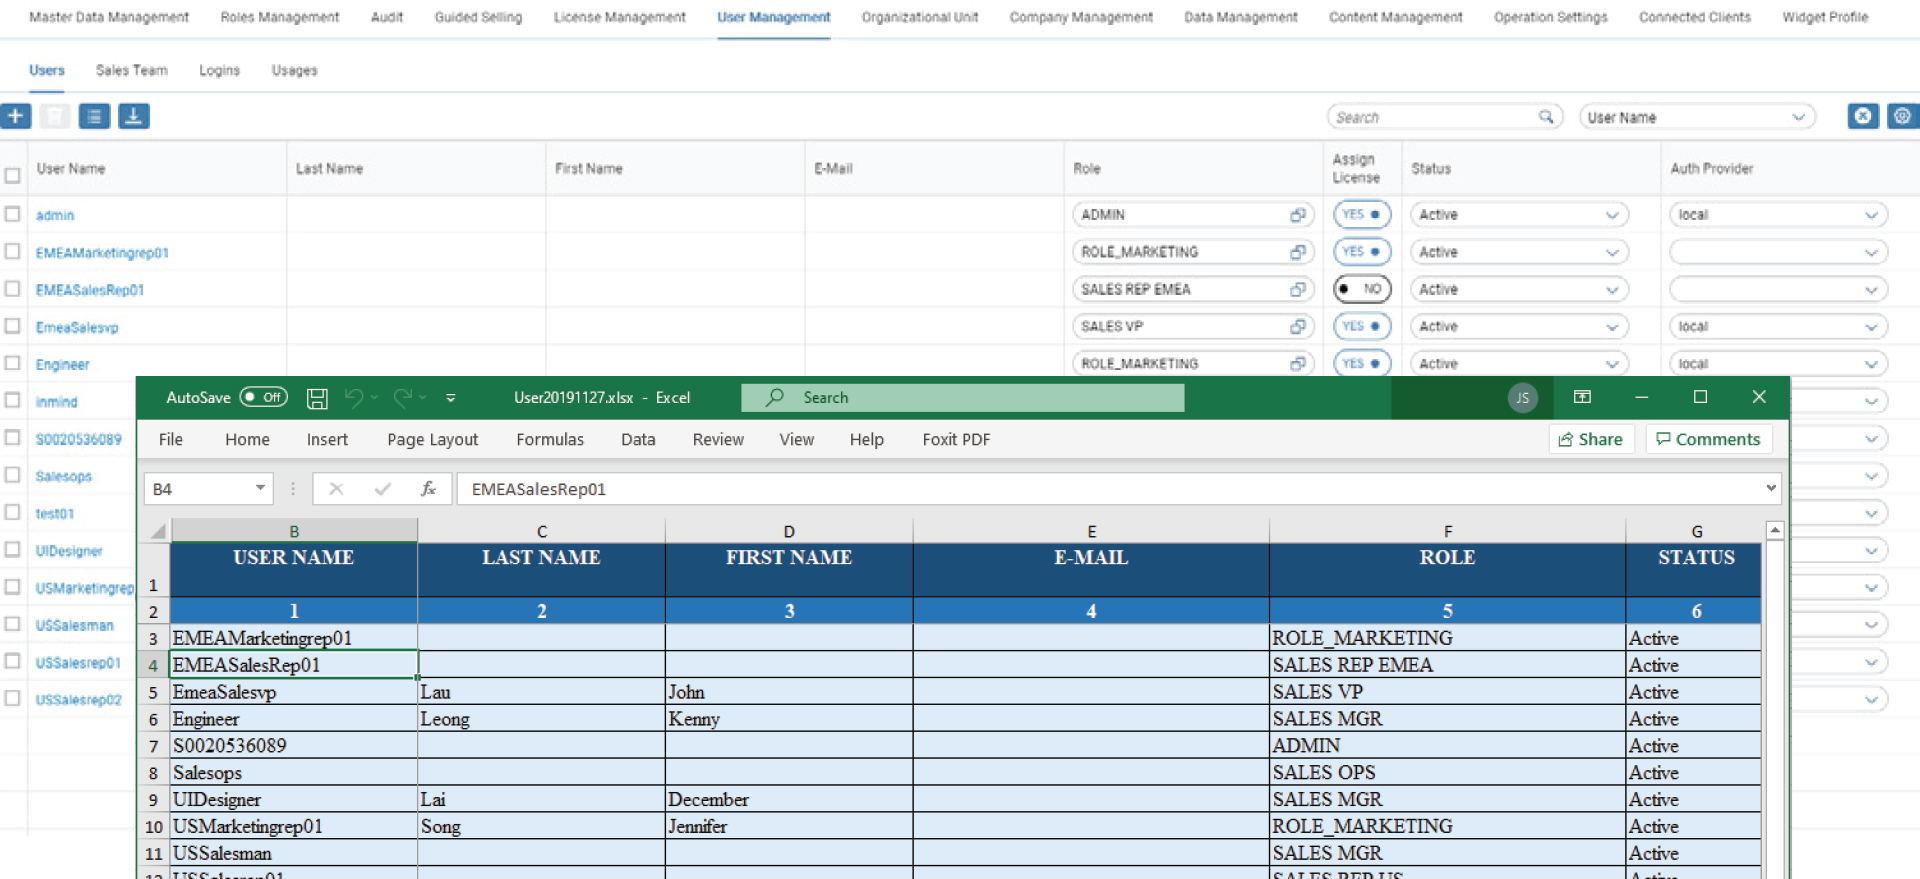 Master Data Management Roles Management Audit Guided Selling License Management User Management Organizational Unit Company Management Data Management Content Management Operation Settings Connected Clients Widget Profile
Users Sales Team Logins Usages
Search User Name
User Name Last Name First Name E-Mail Role Assign License Status Auth Provider
admin ADMIN YES Active local
EMEAMarketingrep01 ROLE_MARKETING YES Active
EMEASalesRep01 SALES REP EMEA NO Active
EmeaSalesvp SALES VP YES Active local
Engineer ROLE_MARKETING YES Active local
inmind
S0020536089
Salesops
test01
UIDesigner
USMarketingrep
USSalesman
USSalesrep01
USSalesrep02
AutoSave Off User20191127.xlsx - Excel Search JS
File Home Insert Page Layout Formulas Data Review View Help Foxit PDF Share Comments
B4 fx EMEASalesRep01
B C D E F G
1 USER NAME LAST NAME FIRST NAME E-MAIL ROLE STATUS
2 1 2 3 4 5 6
3 EMEAMarketingrep01 ROLE_MARKETING Active
4 EMEASalesRep01 SALES REP EMEA Active
5 EmeaSalesvp Lau John SALES VP Active
6 Engineer Leong Kenny SALES MGR Active
7 S0020536089 ADMIN Active
8 Salesops SALES OPS Active
9 UIDesigner Lai December SALES MGR Active
10 USMarketingrep01 Song Jennifer ROLE_MARKETING Active
11 USSalesman SALES MGR Active
12 USSalesrep01 SALES REP US Active